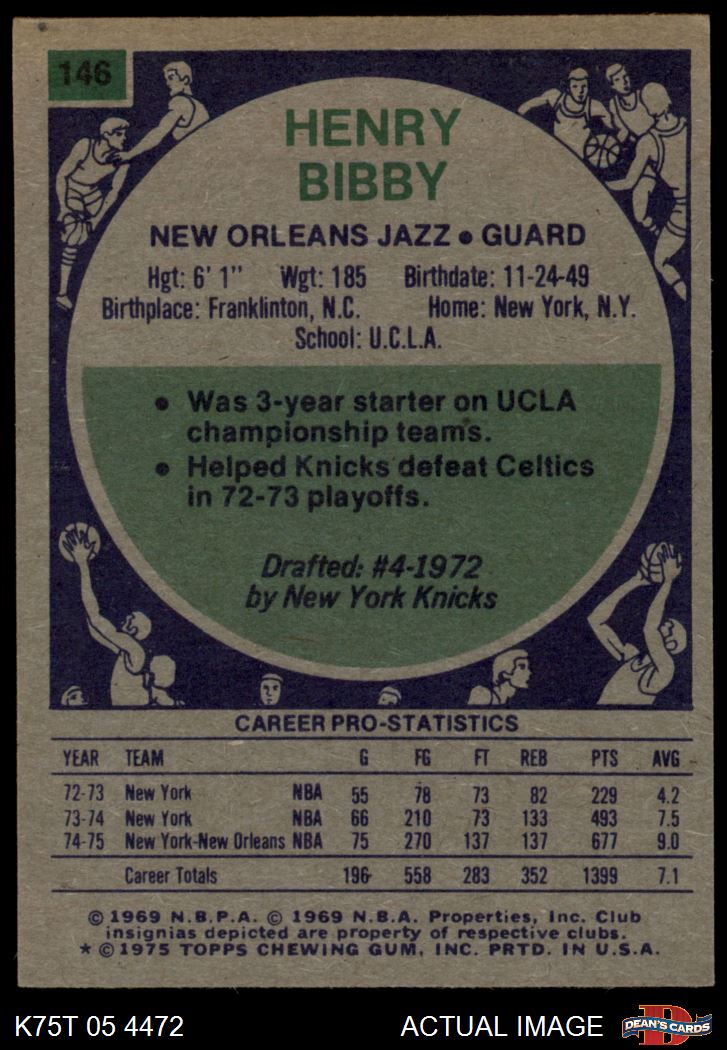 146
HENRY
BIBBY
NEW ORLEANS JAZZ • GUARD
Hgt: 6' 1" Wgt: 185 Birthdate: 11-24-49
Birthplace: Franklinton, N.C. Home: New York, N.Y.
School: U.C.L.A.
• Was 3-year starter on UCLA
championship teams.
• Helped Knicks defeat Celtics
in 72-73 playoffs.
Drafted: #4-1972
by New York Knicks
CAREER PRO-STATISTICS
YEAR TEAM G FG FT REB PTS AVG
72-73 New York NBA 55 78 73 82 229 4.2
73-74 New York NBA 66 210 73 133 493 7.5
74-75 New York-New Orleans NBA 75 270 137 137 677 9.0
Career Totals 196 558 283 352 1399 7.1
© 1969 N.B.P.A. © 1969 N.B.A. Properties, Inc. Club
insignias depicted are property of respective clubs.
* © 1975 TOPPS CHEWING GUM, INC. PRTD. IN U.S.A.
K75T 05 4472 ACTUAL IMAGE D DEAN'S CARDS